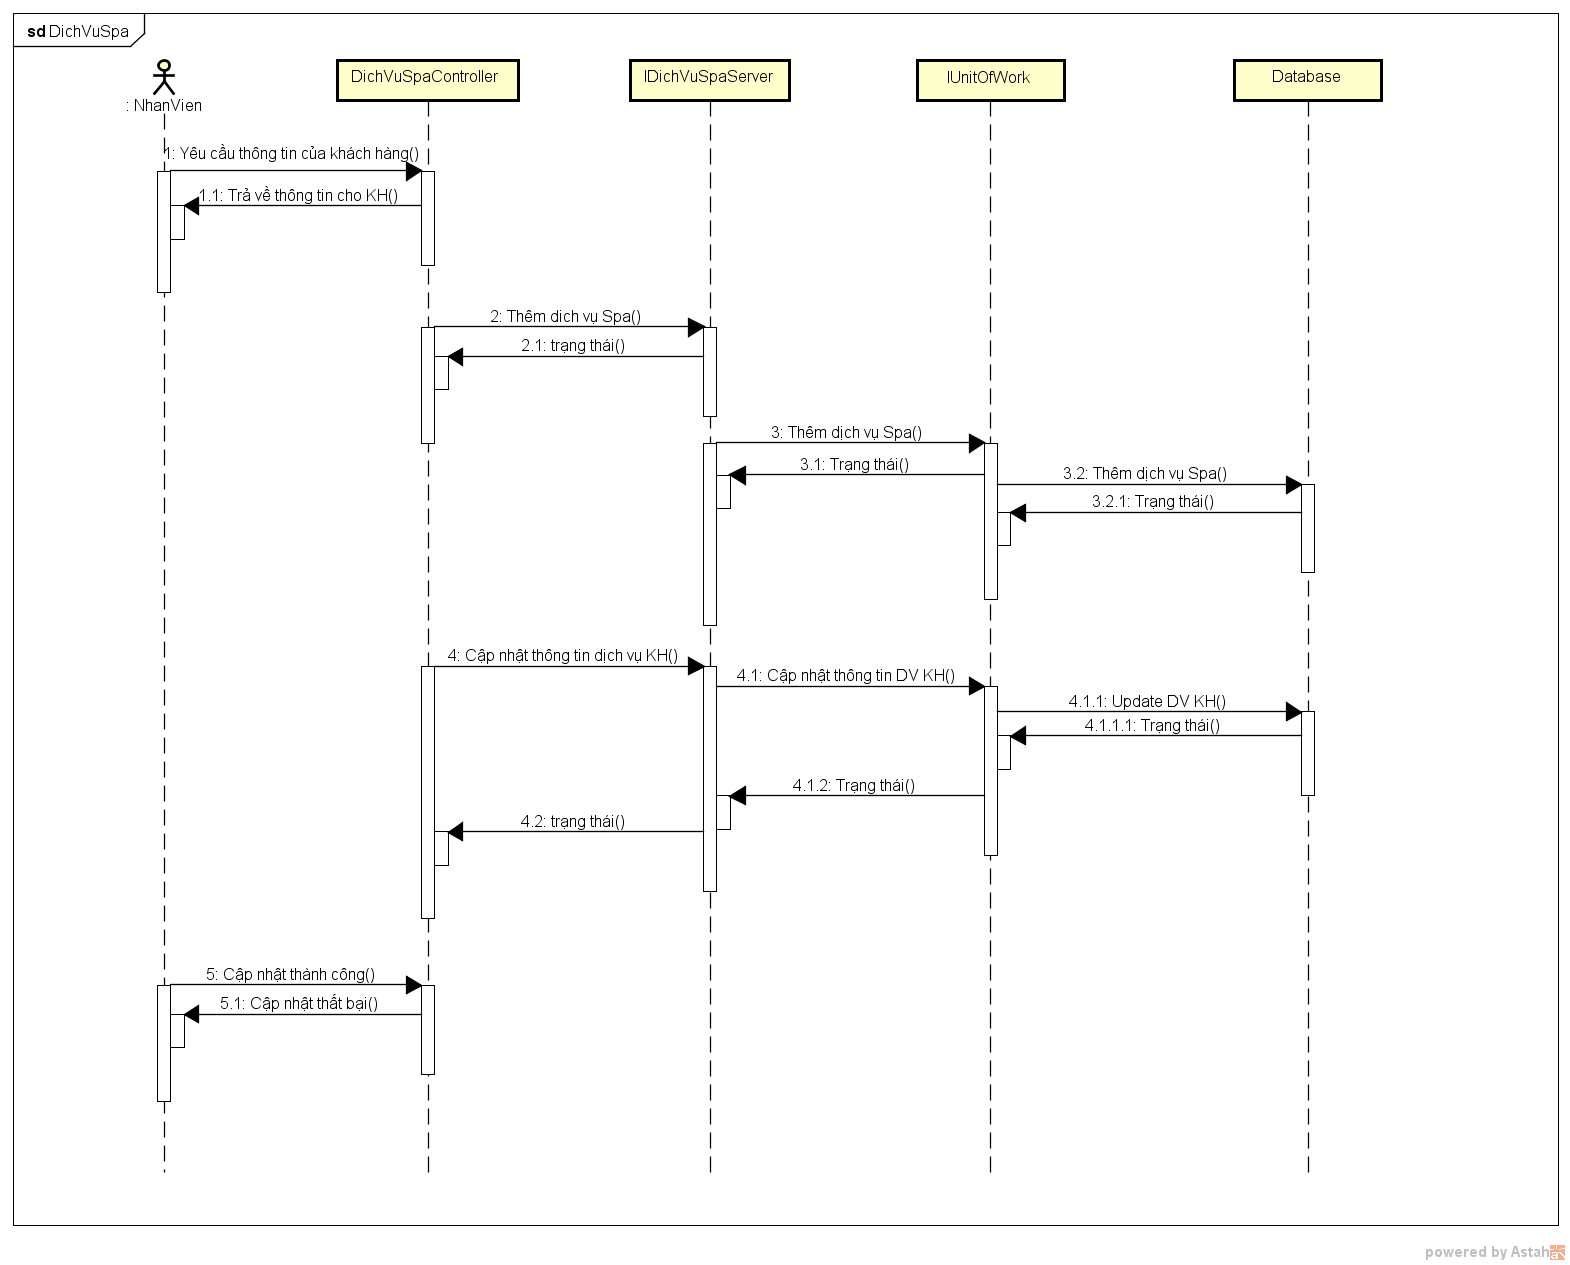 sd DichVuSpa
: NhanVien
DichVuSpaController
IDichVuSpaServer
IUnitOfWork
Database
1: Yêu cầu thông tin của khách hàng()
1.1: Trả về thông tin cho KH()
2: Thêm dich vụ Spa()
2.1: trạng thái()
3: Thêm dịch vụ Spa()
3.1: Trạng thái()
3.2: Thêm dịch vụ Spa()
3.2.1: Trạng thái()
4: Cập nhật thông tin dịch vụ KH()
4.1: Cập nhật thông tin DV KH()
4.1.1: Update DV KH()
4.1.1.1: Trạng thái()
4.1.2: Trạng thái()
4.2: trạng thái()
5: Cập nhật thành công()
5.1: Cập nhật thất bại()
powered by Astah